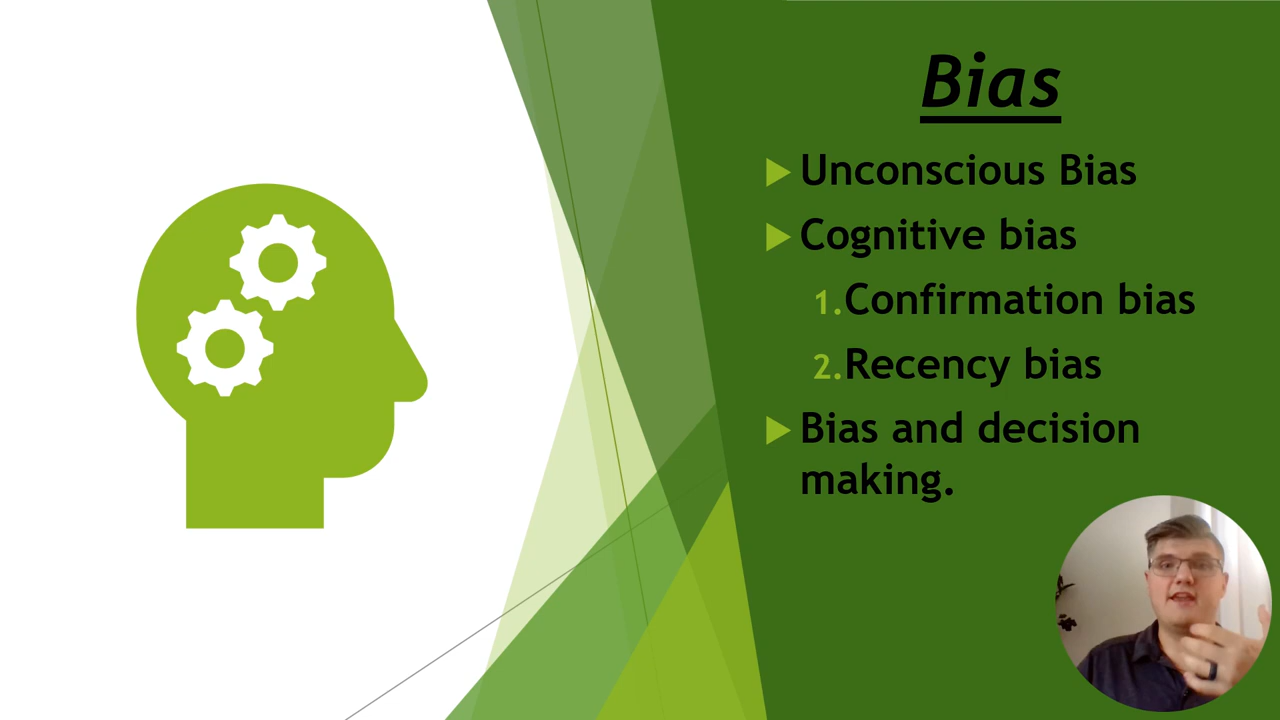 Bias
Unconscious Bias
Cognitive bias
1.Confirmation bias
2.Recency bias
Bias and decision
making.